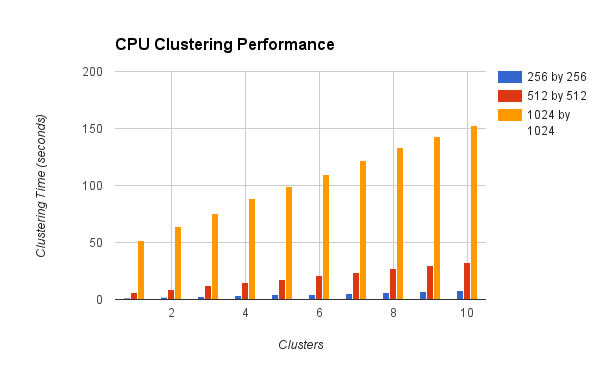 CPU Clustering Performance
200
150
100
50
0
Clustering Time (seconds)
2 4 6 8 10
Clusters
256 by 256
512 by 512
1024 by
1024